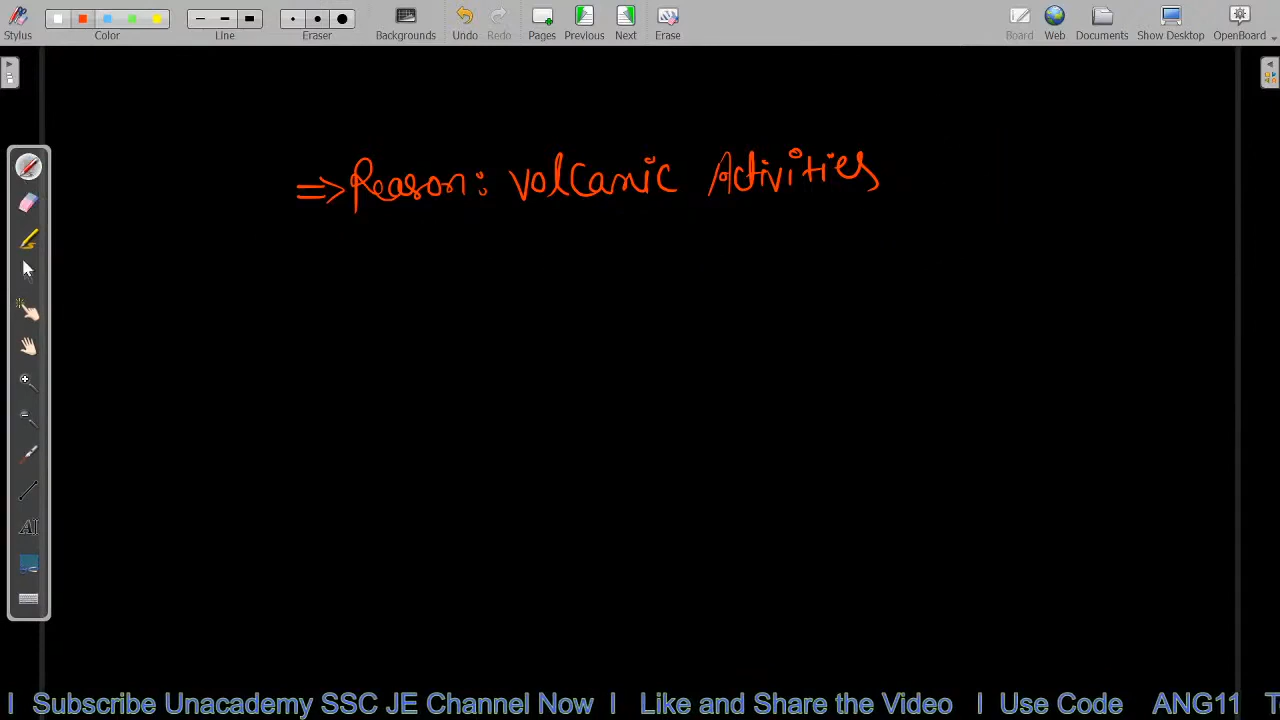 Stylus Color Line Eraser Backgrounds Undo Redo Pages Previous Next Erase Board Web Documents Show Desktop OpenBoard
⇒ Reason: volcanic Activities
I Subscribe Unacademy SSC JE Channel Now I Like and Share the Video I Use Code ANG11 T